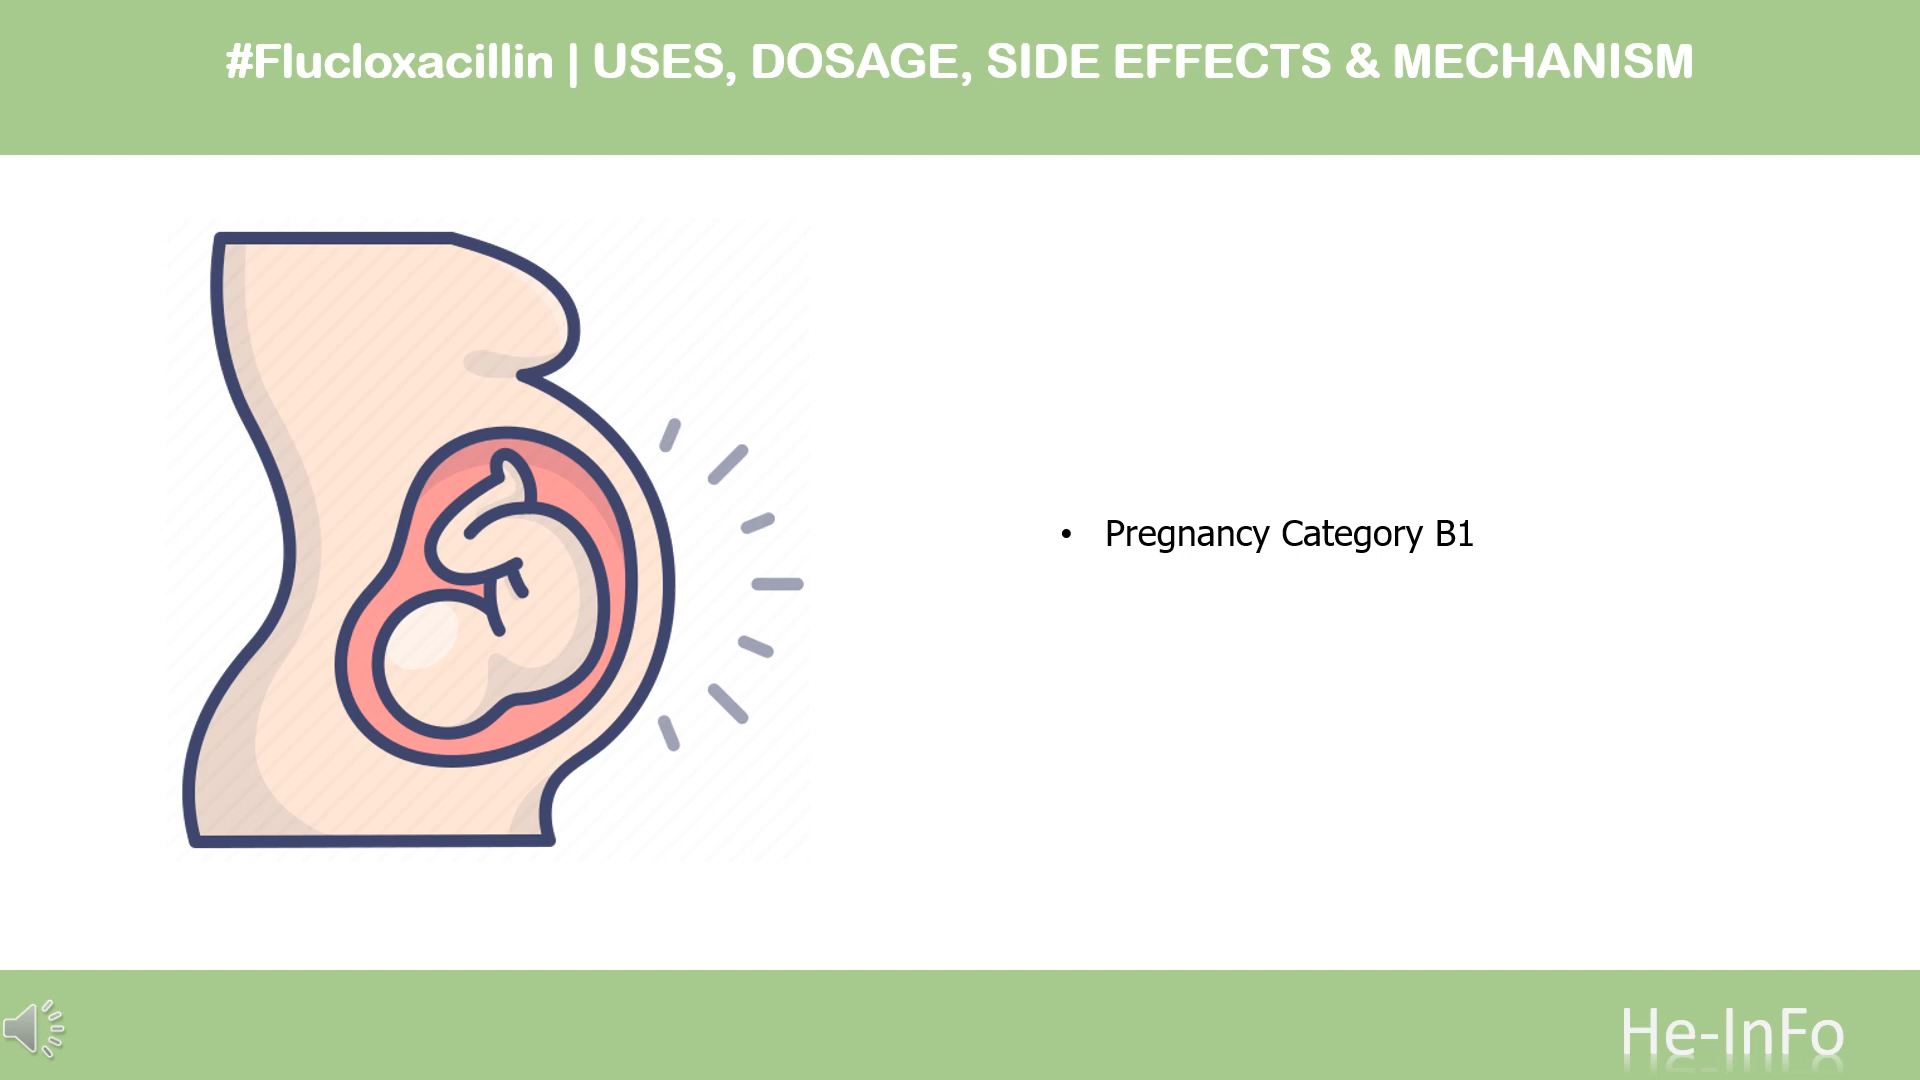 #Flucloxacillin | USES, DOSAGE, SIDE EFFECTS & MECHANISM
• Pregnancy Category B1
He-InFo